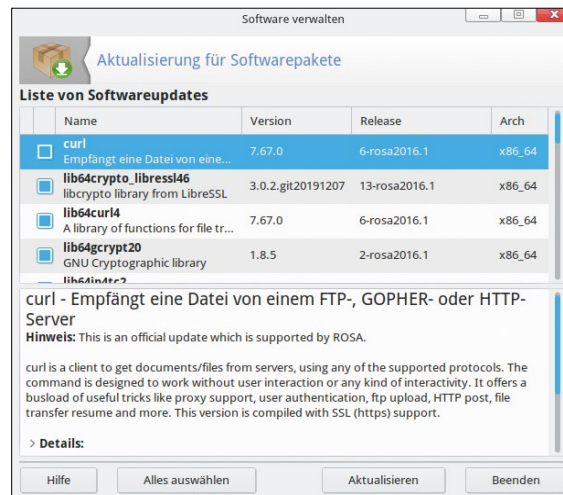 Software verwalten
Aktualisierung für Softwarepakete
Liste von Softwareupdates
Name Version Release Arch
curl
Empfängt eine Datei von eine... 7.67.0 6-rosa2016.1 x86_64
lib64crypto_libressl46
libcrypto library from LibreSSL 3.0.2.git20191207 13-rosa2016.1 x86_64
lib64curl4
A library of functions for file tr... 7.67.0 6-rosa2016.1 x86_64
lib64gcrypt20
GNU Cryptographic library 1.8.5 2-rosa2016.1 x86_64
lib64ip4tc2
curl - Empfängt eine Datei von einem FTP-, GOPHER- oder HTTP-
Server
Hinweis: This is an official update which is supported by ROSA.
curl is a client to get documents/files from servers, using any of the supported protocols. The
command is designed to work without user interaction or any kind of interactivity. It offers a
busload of useful tricks like proxy support, user authentication, ftp upload, HTTP post, file
transfer resume and more. This version is compiled with SSL (https) support.
> Details:
Hilfe Alles auswählen Aktualisieren Beenden